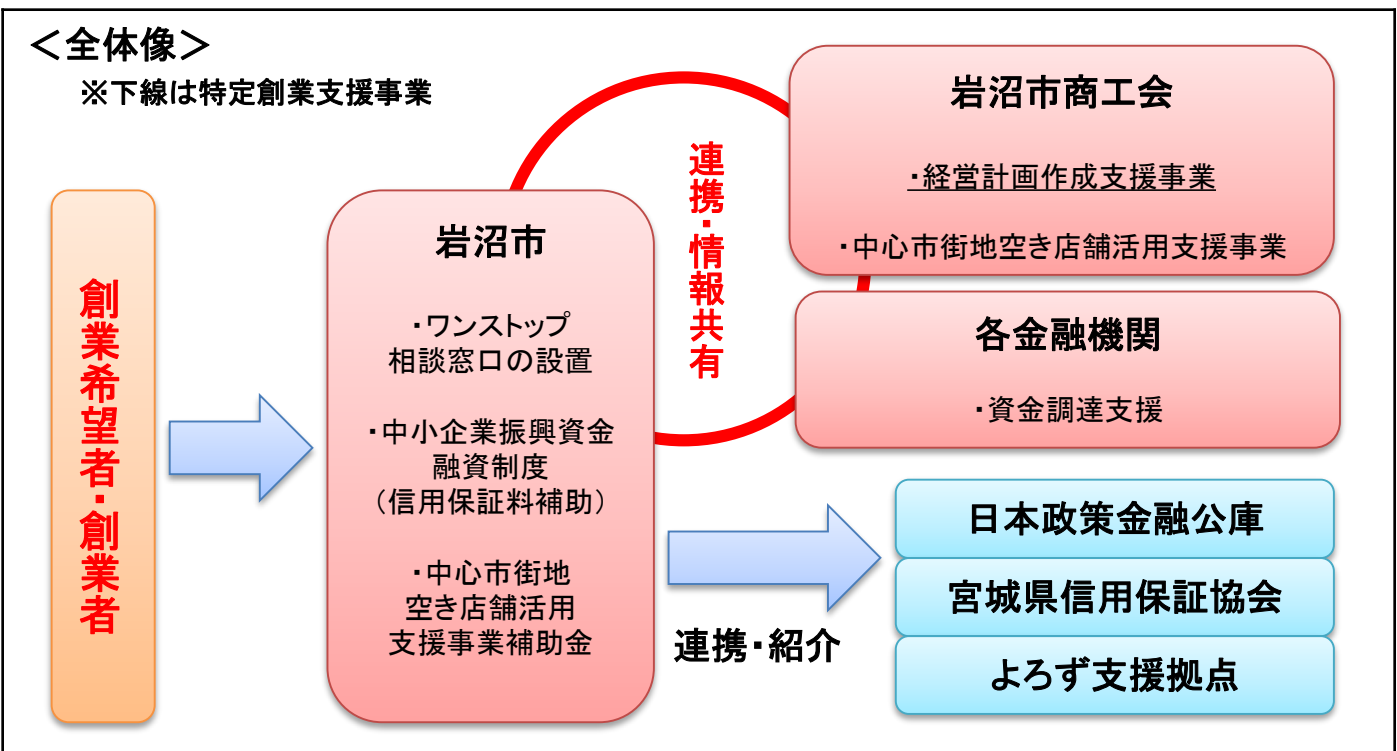 ＜全体像＞
※下線は特定創業支援事業
創業希望者・創業者
岩沼市
・ワンストップ
相談窓口の設置
・中小企業振興資金
融資制度
（信用保証料補助）
・中心市街地
空き店舗活用
支援事業補助金
連携・情報共有
岩沼市商工会
・経営計画作成支援事業
・中心市街地空き店舗活用支援事業
各金融機関
・資金調達支援
連携・紹介
日本政策金融公庫
宮城県信用保証協会
よろず支援拠点